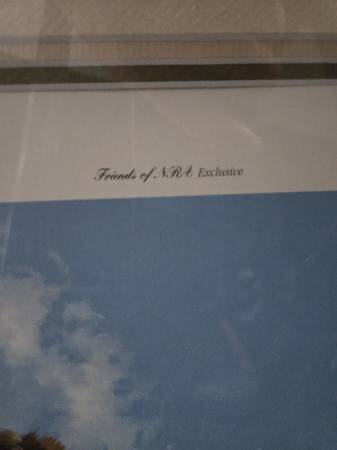 Friends of NRA Exclusive